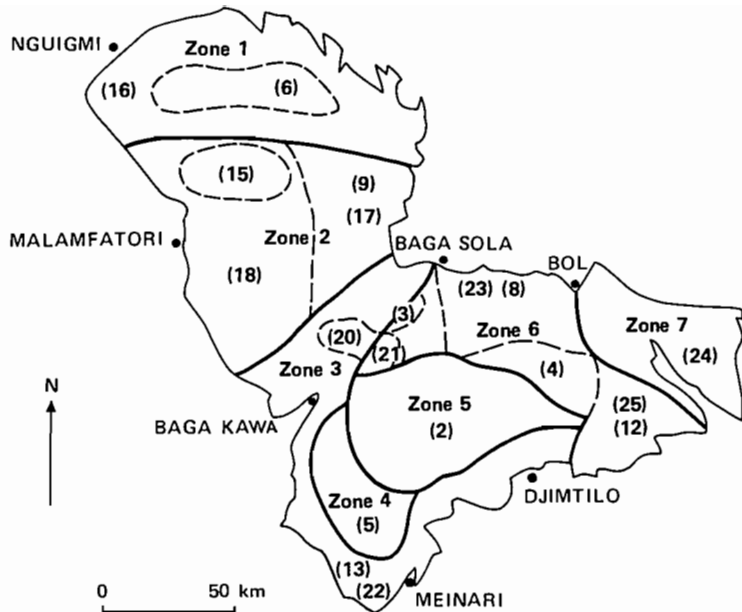 NGUIGMI
Zone 1
(16)
(6)
(15)
(9)
(17)
MALAMFATORI
Zone 2
(18)
BAGA SOLA
BOL
(23) (8)
(3)
Zone 6
Zone 7
(20)
(21)
(24)
Zone 3
(4)
N
BAGA KAWA
Zone 5
(2)
(25)
(12)
Zone 4
(5)
DJIMTILO
(13)
(22)
MEINARI
0 50 km